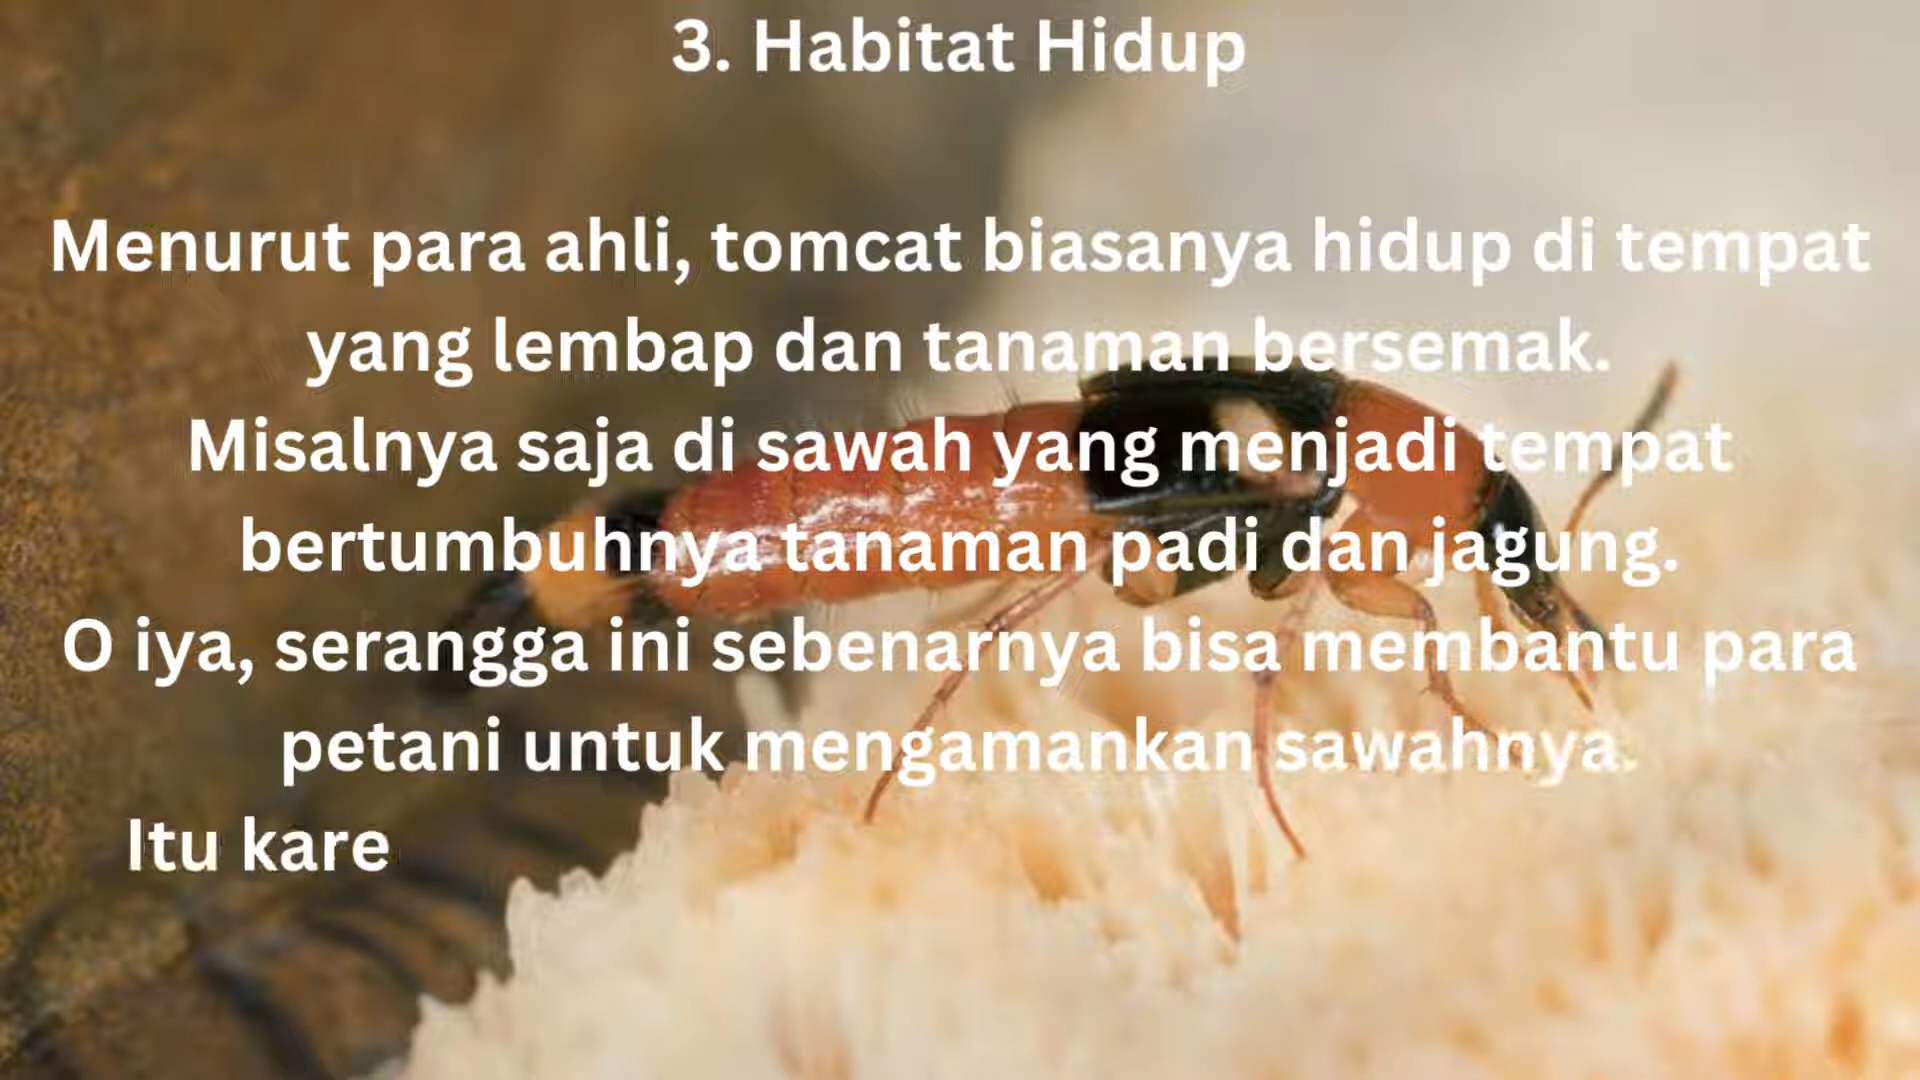 3. Habitat Hidup
Menurut para ahli, tomcat biasanya hidup di tempat
yang lembap dan tanaman bersemak.
Misalnya saja di sawah yang menjadi tempat
bertumbuhnya tanaman padi dan jagung.
O iya, serangga ini sebenarnya bisa membantu para
petani untuk mengamankan sawahnya.
Itu kare